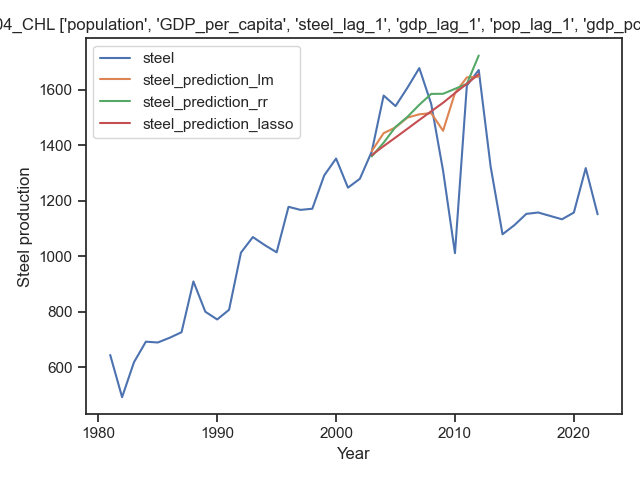 04_CHL ['population', 'GDP_per_capita', 'steel_lag_1', 'gdp_lag_1', 'pop_lag_1', 'gdp_po
steel
steel_prediction_lm
steel_prediction_rr
steel_prediction_lasso
1600
1400
1200
1000
800
600
Steel production
1980
1990
2000
2010
2020
Year